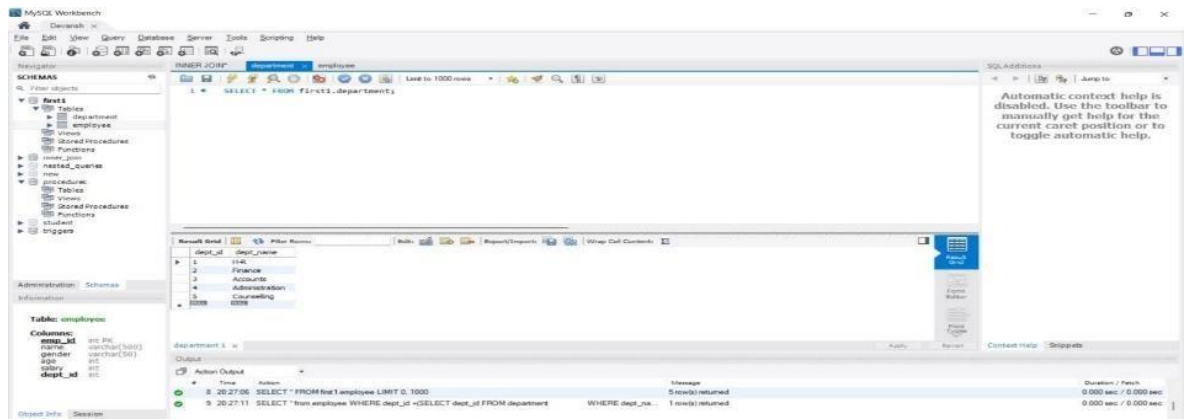 MySQL Workbench
Devansh ×
File Edit View Query Database Server Tools Scripting Help
Navigator
SCHEMAS
Filter objects
first1
Tables
department
employee
Views
Stored Procedures
Functions
inner_join
nested_queries
new
procedures
Tables
Views
Stored Procedures
Functions
student
triggers
Administration Schemas
Information
Table: employee
Columns:
emp_id int PK
name varchar(500)
gender varchar(50)
age int
salary int
dept_id int
Object Info Session
INNER JOIN* department × employee
Limit to 1000 rows
1 SELECT * FROM first1.department;
Result Grid Filter Rows: Edit: Export/Import: Wrap Cell Content:
dept_id dept_name
1 HR
2 Finance
3 Accounts
4 Administration
5 Counselling
NULL NULL
Result Grid
Form Editor
Field Types
department 1 × Apply Revert
Output
Action Output
# Time Action Message Duration / Fetch
8 20:27:06 SELECT * FROM first1.employee LIMIT 0, 1000 5 row(s) returned 0.000 sec / 0.000 sec
9 20:27:11 SELECT * from employee WHERE dept_id =(SELECT dept_id FROM department WHERE dept_na... 1 row(s) returned 0.000 sec / 0.000 sec
SQLAdditions
Jump to
Automatic context help is
disabled. Use the toolbar to
manually get help for the
current caret position or to
toggle automatic help.
Context Help Snippets